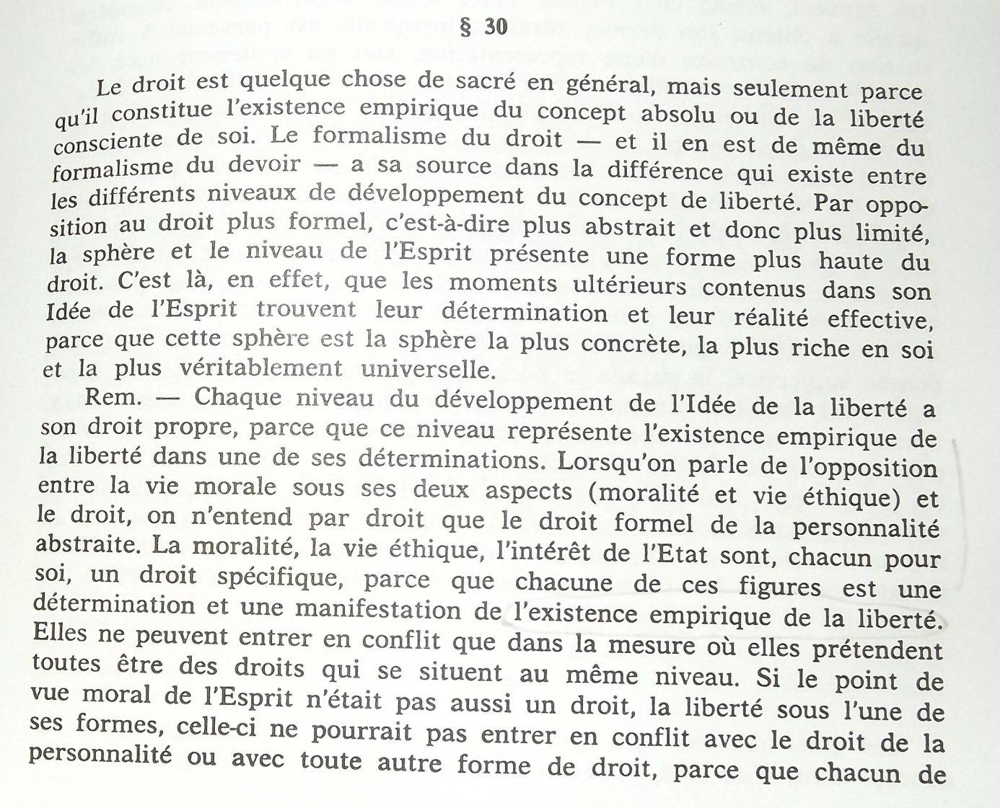 § 30
Le droit est quelque chose de sacré en général, mais seulement parce
qu'il constitue l'existence empirique du concept absolu ou de la liberté
consciente de soi. Le formalisme du droit — et il en est de même du
formalisme du devoir — a sa source dans la différence qui existe entre
les différents niveaux de développement du concept de liberté. Par oppo-
sition au droit plus formel, c'est-à-dire plus abstrait et donc plus limité,
la sphère et le niveau de l'Esprit présente une forme plus haute du
droit. C'est là, en effet, que les moments ultérieurs contenus dans son
Idée de l'Esprit trouvent leur détermination et leur réalité effective,
parce que cette sphère est la sphère la plus concrète, la plus riche en soi
et la plus véritablement universelle.
Rem. — Chaque niveau du développement de l'Idée de la liberté a
son droit propre, parce que ce niveau représente l'existence empirique de
la liberté dans une de ses déterminations. Lorsqu'on parle de l'opposition
entre la vie morale sous ses deux aspects (moralité et vie éthique) et
le droit, on n'entend par droit que le droit formel de la personnalité
abstraite. La moralité, la vie éthique, l'intérêt de l'Etat sont, chacun pour
soi, un droit spécifique, parce que chacune de ces figures est une
détermination et une manifestation de l'existence empirique de la liberté.
Elles ne peuvent entrer en conflit que dans la mesure où elles prétendent
toutes être des droits qui se situent au même niveau. Si le point de
vue moral de l'Esprit n'était pas aussi un droit, la liberté sous l'une de
ses formes, celle-ci ne pourrait pas entrer en conflit avec le droit de la
personnalité ou avec toute autre forme de droit, parce que chacun de